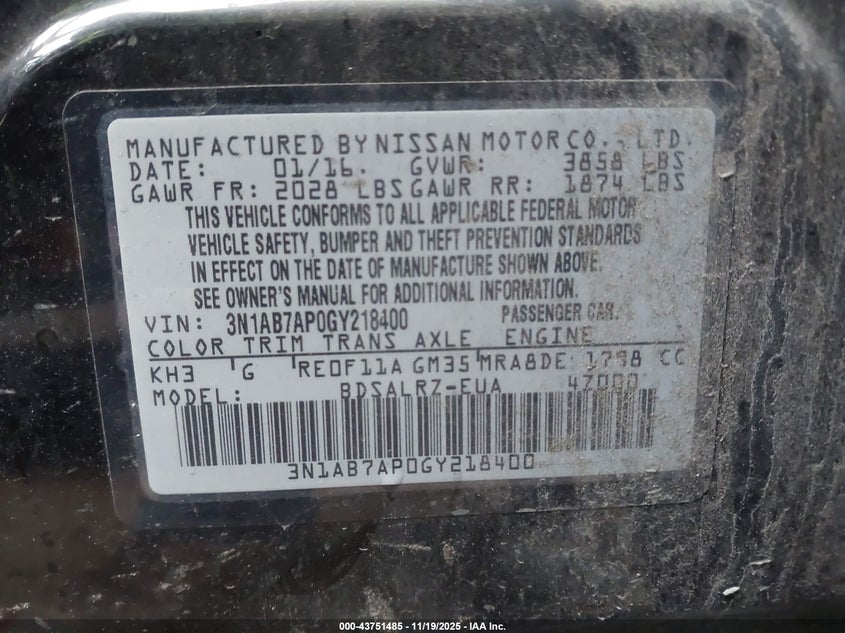 MANUFACTURED BY NISSAN MOTOR CO., LTD.
DATE: 01/16 GVWR: 3858 LBS
GAWR FR: 2028 LBS GAWR RR: 1874 LBS
THIS VEHICLE CONFORMS TO ALL APPLICABLE FEDERAL MOTOR
VEHICLE SAFETY, BUMPER AND THEFT PREVENTION STANDARDS
IN EFFECT ON THE DATE OF MANUFACTURE SHOWN ABOVE.
SEE OWNER'S MANUAL FOR ADDITIONAL INFORMATION.
VIN: 3N1AB7AP0GY218400 PASSENGER CAR
COLOR TRIM TRANS AXLE ENGINE
KH3 G RE0F11A GM35 MRA8DE 1798 CC
MODEL: BDSALRZ-EUA 4Z000
3N1AB7AP0GY218400
000-43751485 - 11/19/2025 - IAA Inc.